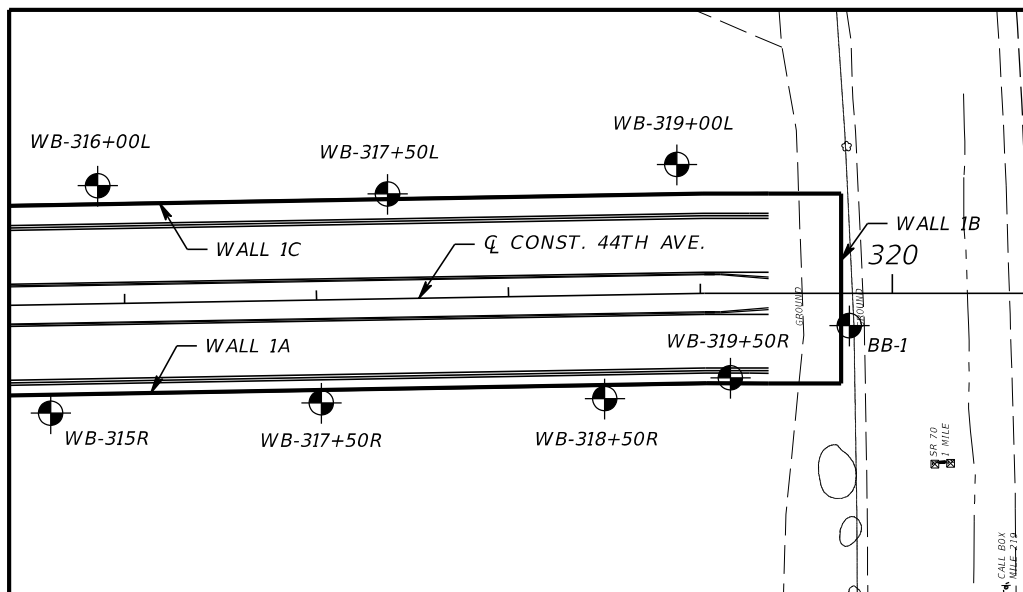 WB-316+00L
WB-317+50L
WB-319+00L
WALL 1C
℄ CONST. 44TH AVE.
WALL 1B
320
GROUND
GROUND
WALL 1A
WB-319+50R
BB-1
WB-315R
WB-317+50R
WB-318+50R
SR 70
1 MILE
CALL BOX
MILE 219